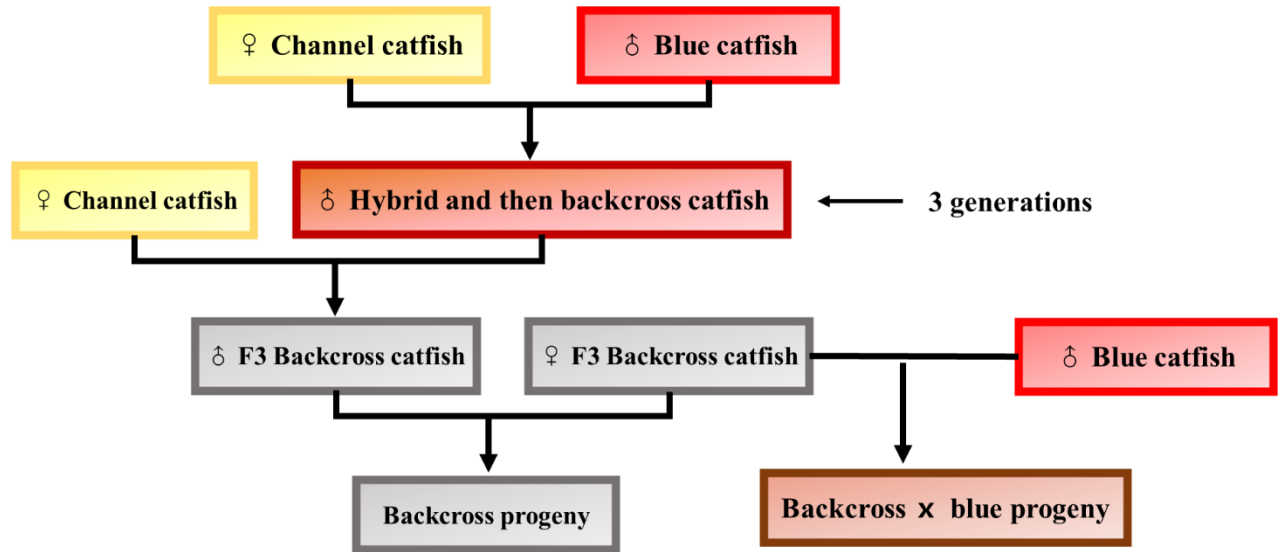 ♀ Channel catfish
♂ Blue catfish
♀ Channel catfish
♂ Hybrid and then backcross catfish
3 generations
♂ F3 Backcross catfish
♀ F3 Backcross catfish
♂ Blue catfish
Backcross progeny
Backcross x blue progeny